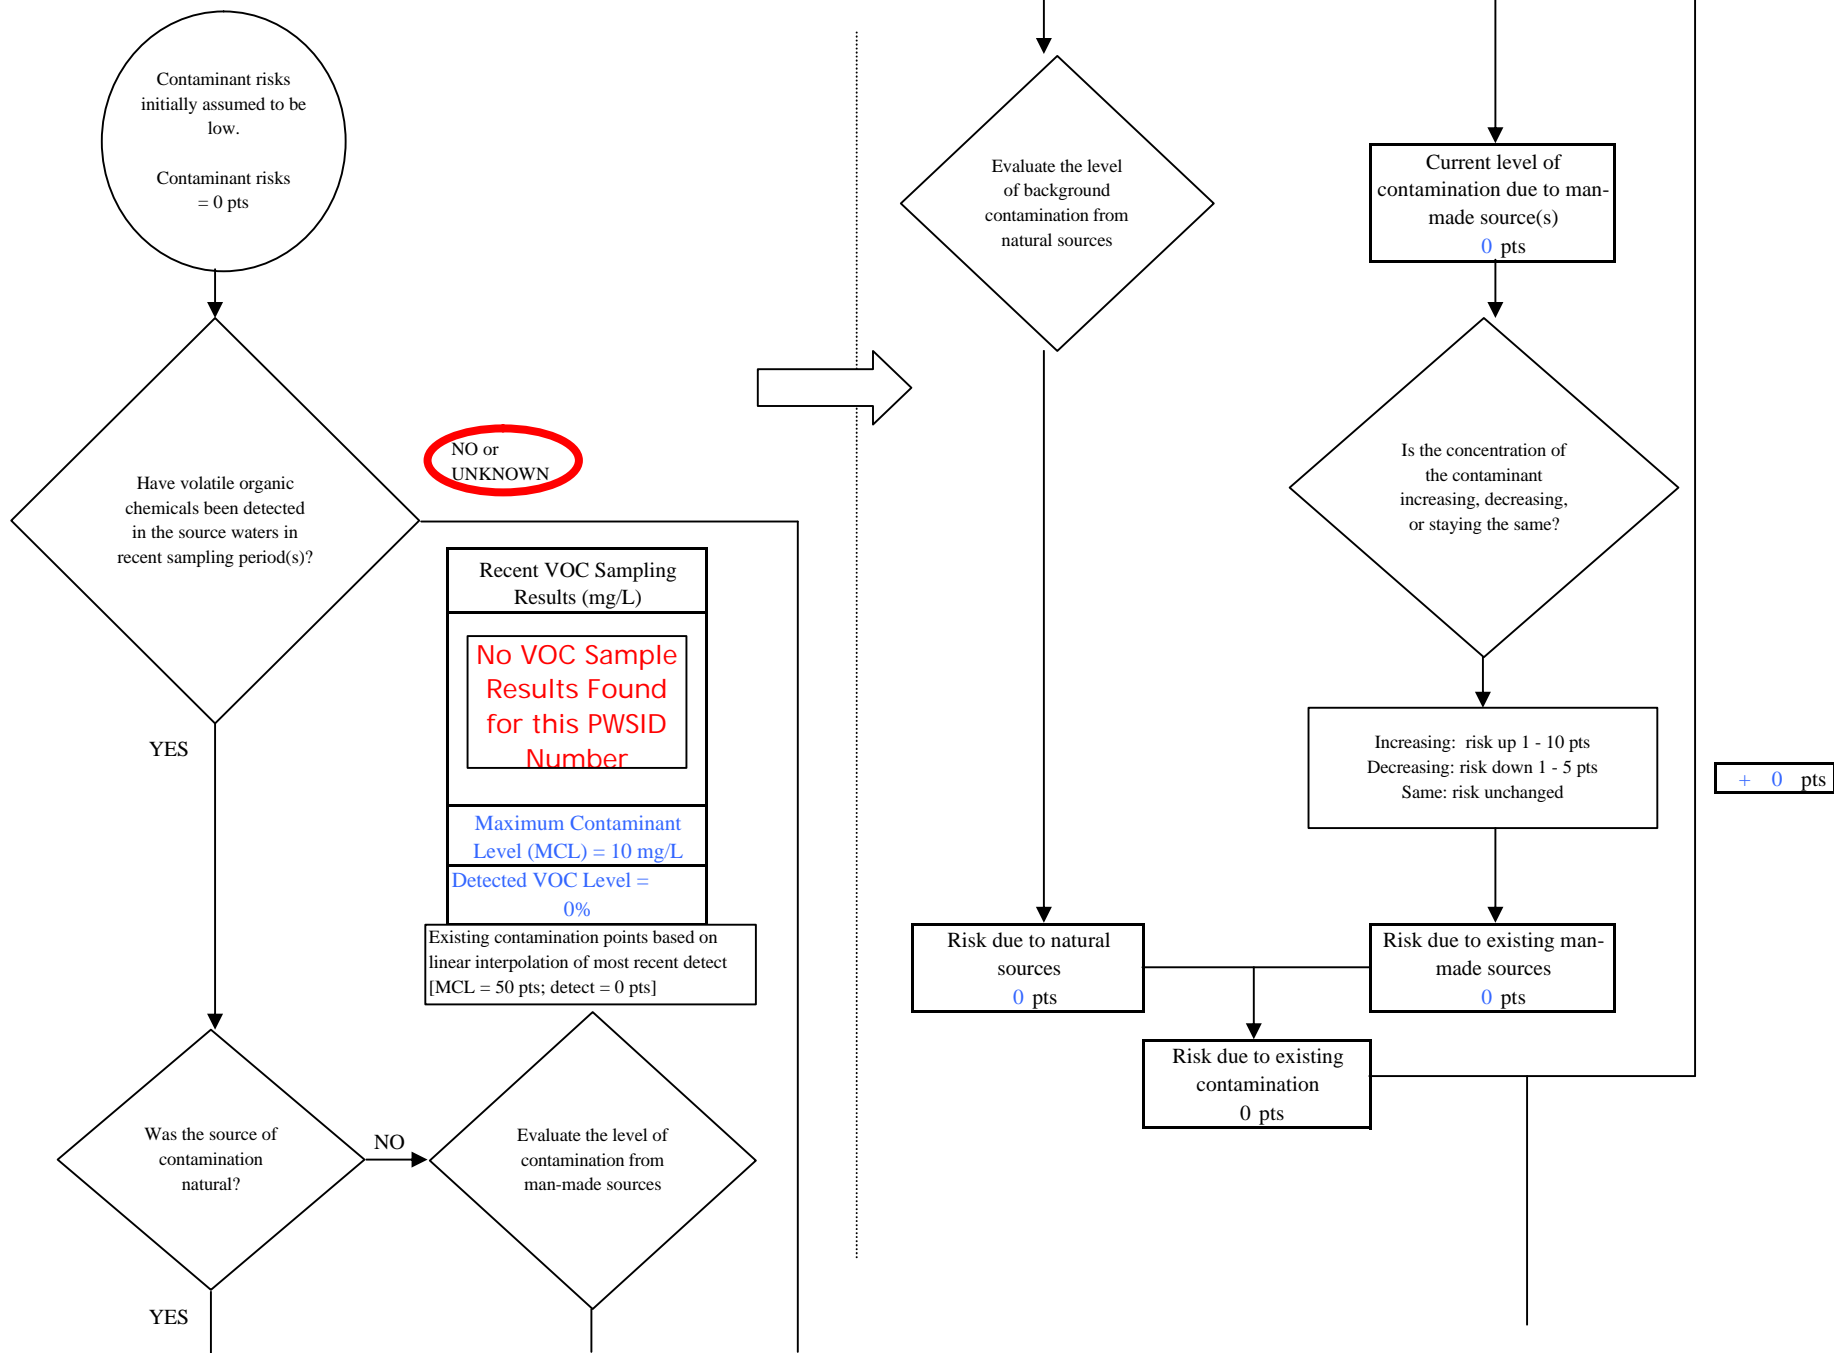 Contaminant risks
initially assumed to be
low.
Contaminant risks
= 0 pts
Have volatile organic
chemicals been detected
in the source waters in
recent sampling period(s)?
NO or
UNKNOWN
YES
Recent VOC Sampling
Results (mg/L)
No VOC Sample
Results Found
for this PWSID
Number
Maximum Contaminant
Level (MCL) = 10 mg/L
Detected VOC Level =
0%
Existing contamination points based on
linear interpolation of most recent detect
[MCL = 50 pts; detect = 0 pts]
Was the source of
contamination
natural?
NO
Evaluate the level of
contamination from
man-made sources
YES
Evaluate the level
of background
contamination from
natural sources
Current level of
contamination due to man-
made source(s)
0 pts
Is the concentration of
the contaminant
increasing, decreasing,
or staying the same?
Increasing: risk up 1 - 10 pts
Decreasing: risk down 1 - 5 pts
Same: risk unchanged
+ 0 pts
Risk due to natural
sources
0 pts
Risk due to existing man-
made sources
0 pts
Risk due to existing
contamination
0 pts